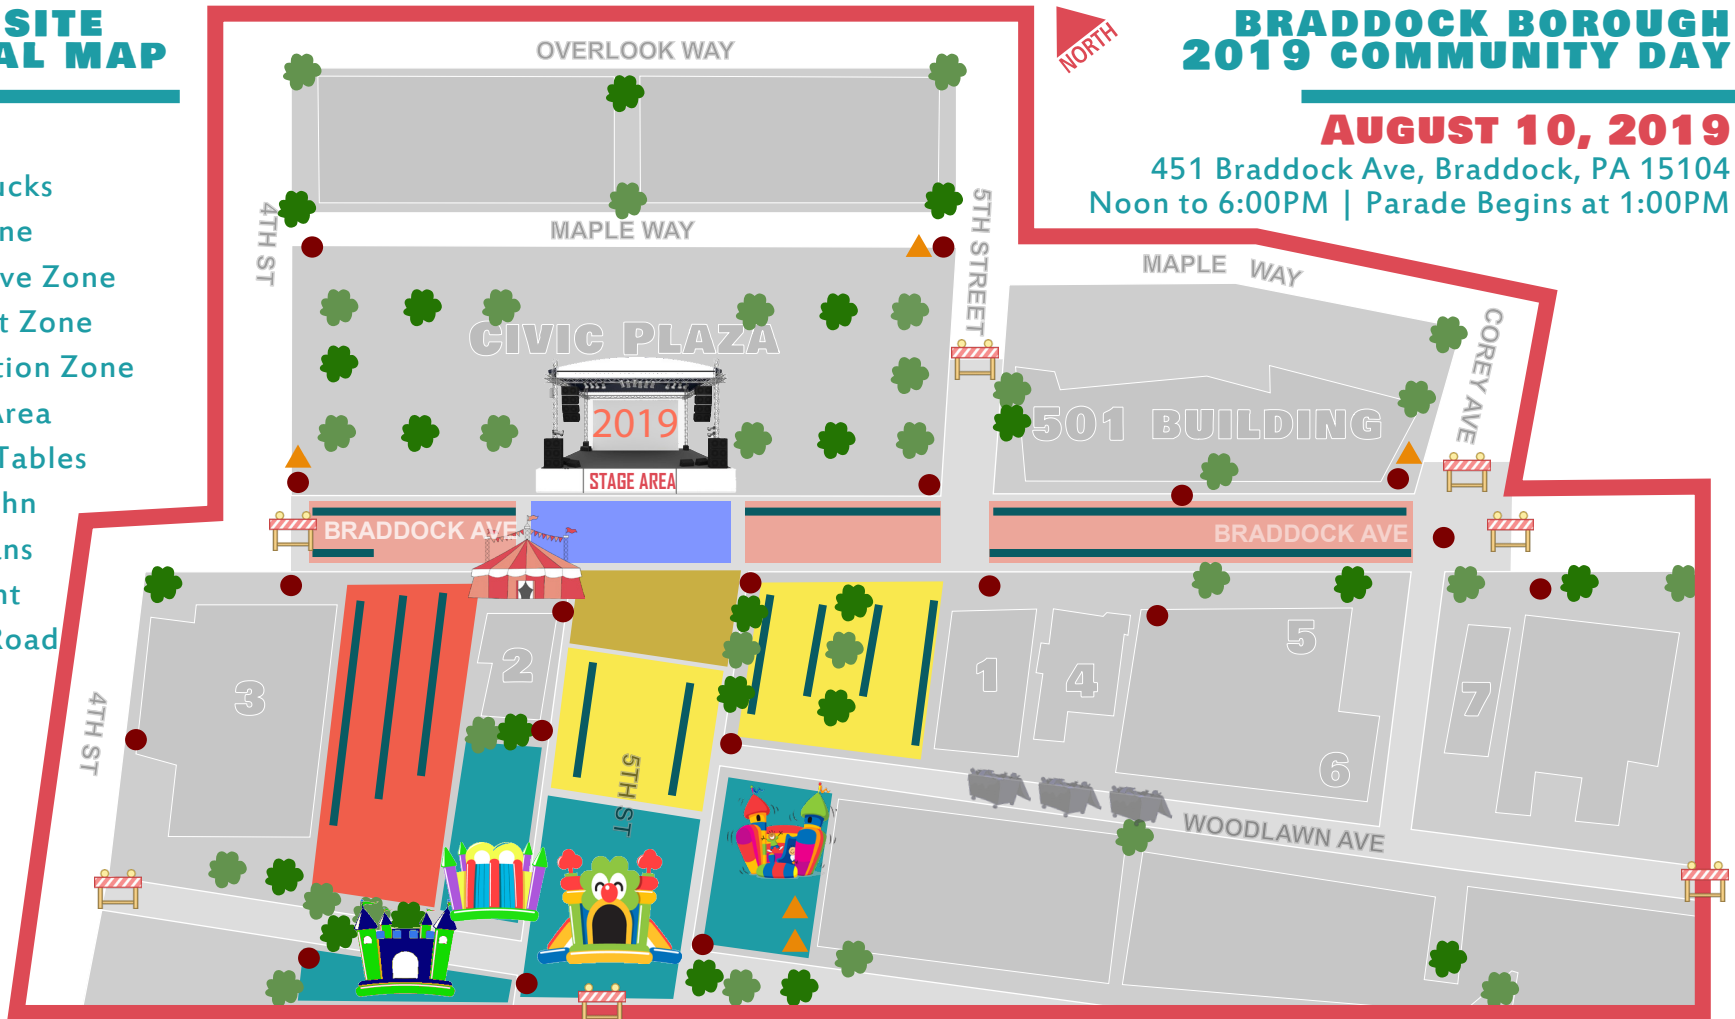 SITE
AL MAP
ucks
ne
ve Zone
t Zone
tion Zone
Area
Tables
hn
ns
nt
Road
BRADDOCK BOROUGH
2019 COMMUNITY DAY
AUGUST 10, 2019
451 Braddock Ave, Braddock, PA 15104
Noon to 6:00PM | Parade Begins at 1:00PM
NORTH
OVERLOOK WAY
4TH ST
MAPLE WAY
5TH STREET
MAPLE WAY
COREY AVE
CIVIC PLAZA
2019
STAGE AREA
501 BUILDING
BRADDOCK AVE
BRADDOCK AVE
3
2
1
4
5
6
7
4TH ST
5TH ST
WOODLAWN AVE